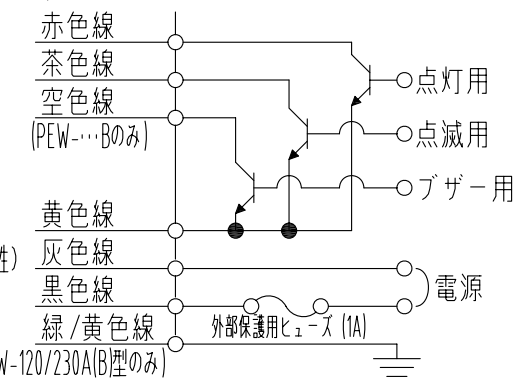 赤色線
茶色線
点灯用
空色線
(PEW-…Bのみ)
点滅用
ブザー用
黄色線
性)
灰色線
電源
黒色線
外部保護用ヒューズ (1A)
緑/黄色線
W-120/230A(B)型のみ)